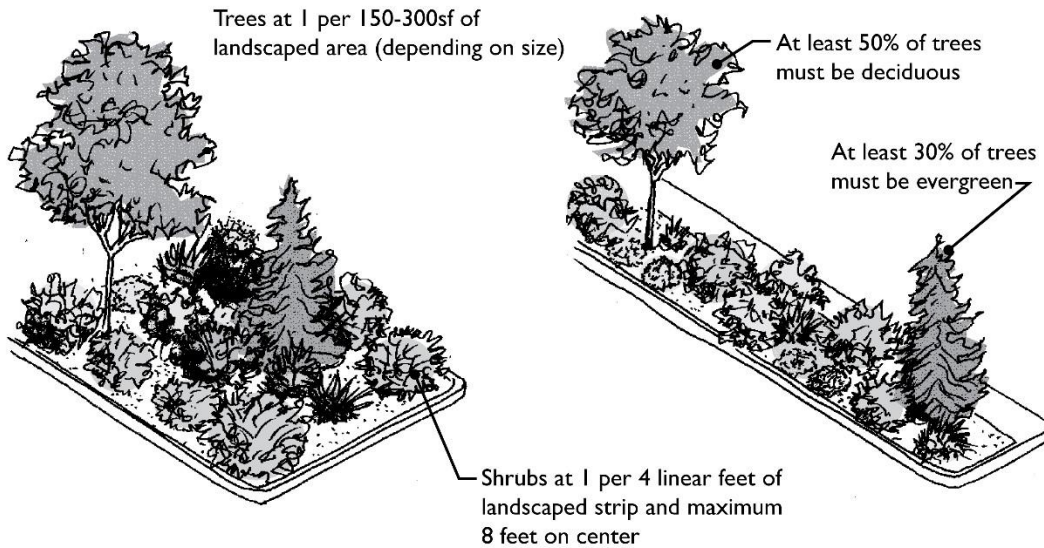 Trees at 1 per 150-300sf of
landscaped area (depending on size)
At least 50% of trees
must be deciduous
At least 30% of trees
must be evergreen
Shrubs at 1 per 4 linear feet of
landscaped strip and maximum
8 feet on center